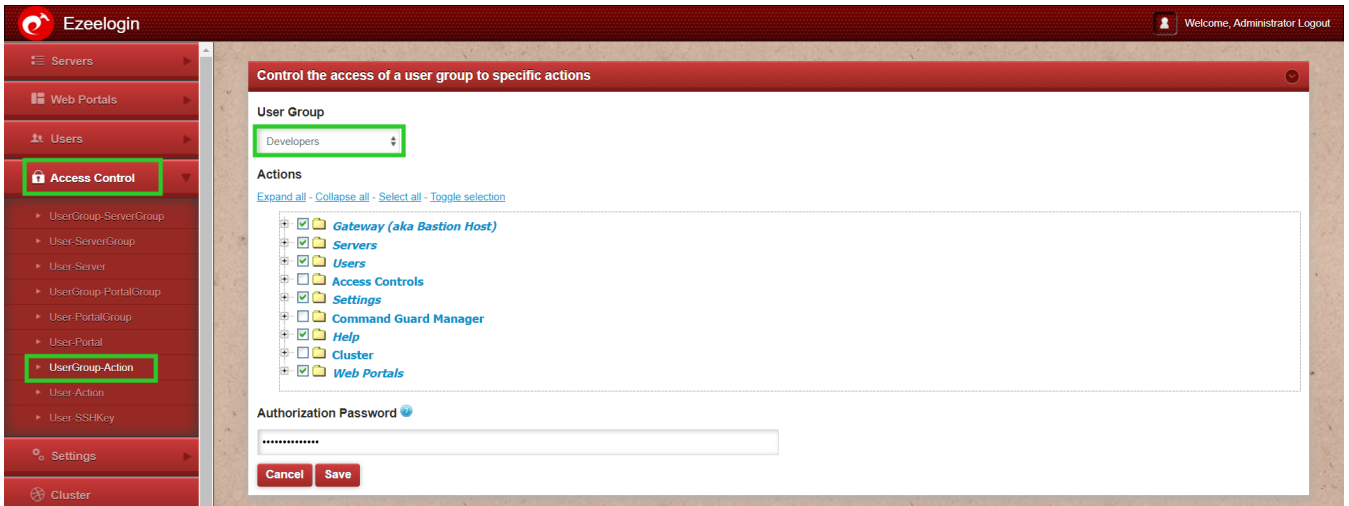 Ezeelogin
Welcome, Administrator Logout
Servers
Web Portals
Users
Access Control
UserGroup-ServerGroup
User-ServerGroup
User-Server
UserGroup-PortalGroup
User-PortalGroup
User-Portal
UserGroup-Action
User-Action
User-SSHKey
Settings
Cluster
Control the access of a user group to specific actions
User Group
Developers
Actions
Expand all - Collapse all - Select all - Toggle selection
Gateway (aka Bastion Host)
Servers
Users
Access Controls
Settings
Command Guard Manager
Help
Cluster
Web Portals
Authorization Password
••••••••••••••
Cancel Save